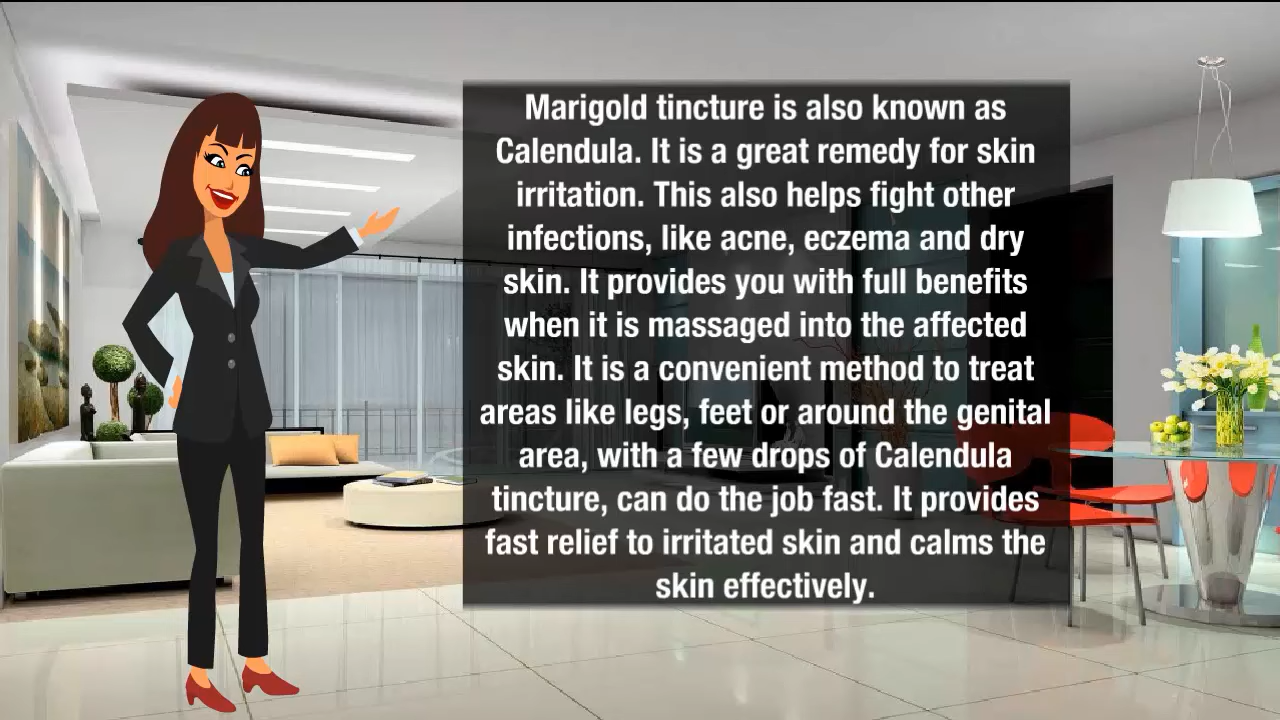 Marigold tincture is also known as
Calendula. It is a great remedy for skin
irritation. This also helps fight other
infections, like acne, eczema and dry
skin. It provides you with full benefits
when it is massaged into the affected
skin. It is a convenient method to treat
areas like legs, feet or around the genital
area, with a few drops of Calendula
tincture, can do the job fast. It provides
fast relief to irritated skin and calms the
skin effectively.